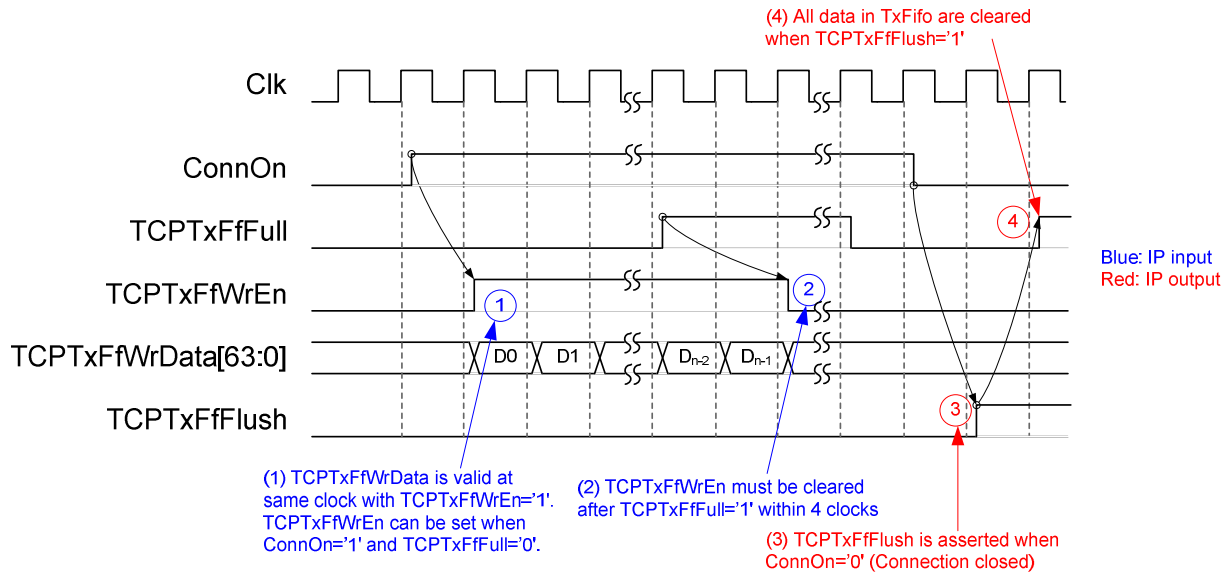 (4) All data in TxFifo are cleared
when TCPTxFfFlush='1'
Clk
ConnOn
TCPTxFfFull
4
Blue: IP input
Red: IP output
TCPTxFfWrEn
1
2
TCPTxFfWrData[63:0]
D0
D1
Dn-2
Dn-1
TCPTxFfFlush
3
(1) TCPTxFfWrData is valid at
same clock with TCPTxFfWrEn='1'.
TCPTxFfWrEn can be set when
ConnOn='1' and TCPTxFfFull='0'.
(2) TCPTxFfWrEn must be cleared
after TCPTxFfFull='1' within 4 clocks
(3) TCPTxFfFlush is asserted when
ConnOn='0' (Connection closed)